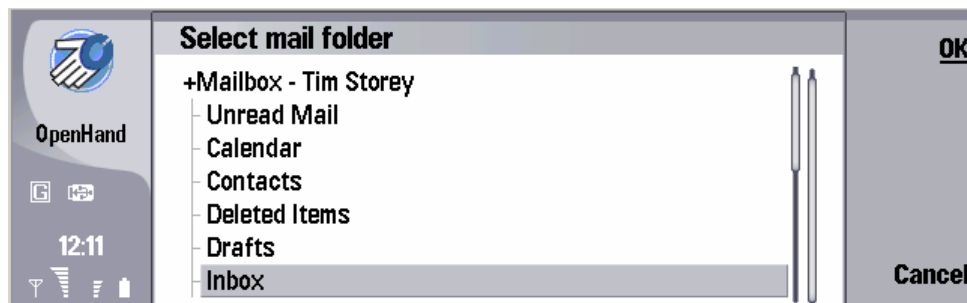 Select mail folder
OK
+Mailbox - Tim Storey
Unread Mail
OpenHand
Calendar
Contacts
G
Deleted Items
12:11
Drafts
Inbox
Cancel